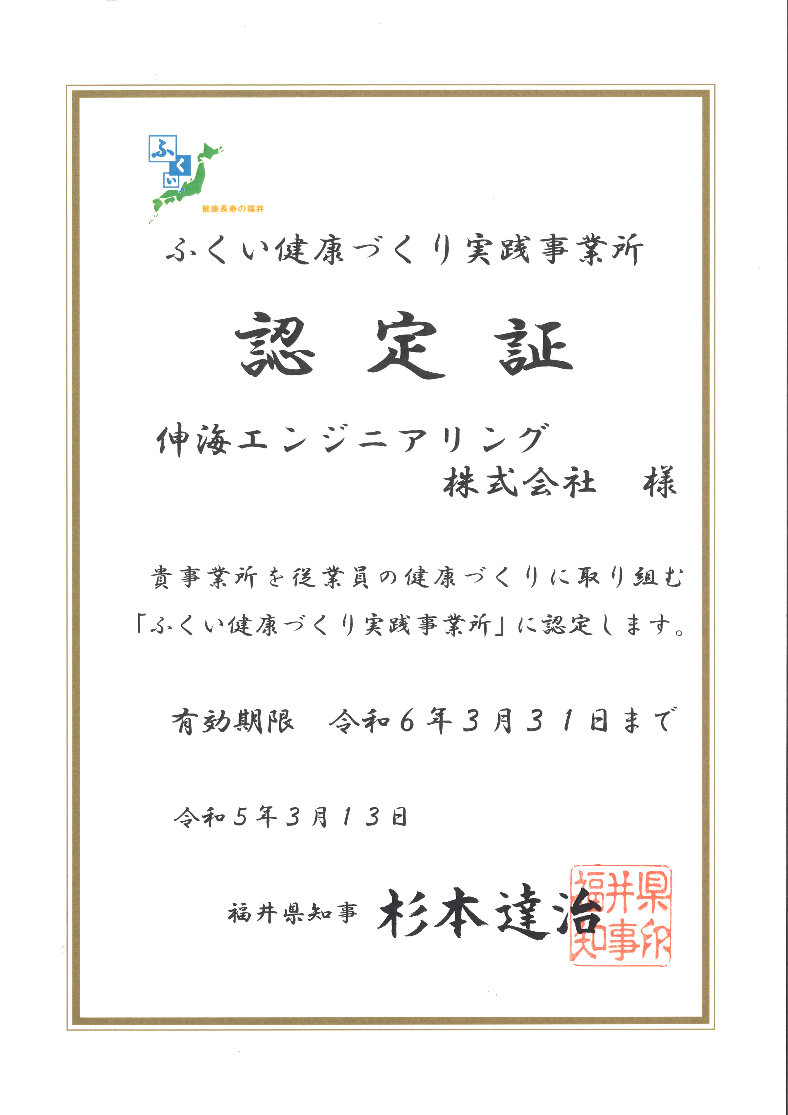 ふくい
健康長寿の福井
ふくい健康づくり実践事業所
認定証
伸海エンジニアリング
株式会社　様
貴事業所を従業員の健康づくりに取り組む
「ふくい健康づくり実践事業所」に認定します。
有効期限　令和６年３月３１日まで
令和５年３月１３日
福井県知事　杉本達治
福井県知事印